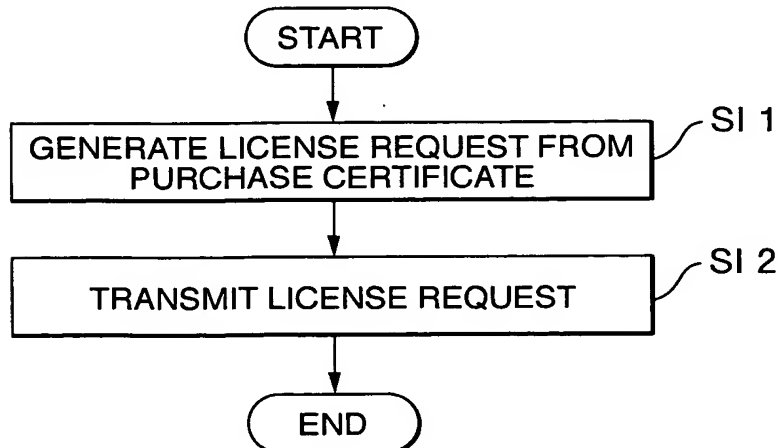 START
GENERATE LICENSE REQUEST FROM
PURCHASE CERTIFICATE
SI 1
TRANSMIT LICENSE REQUEST
SI 2
END